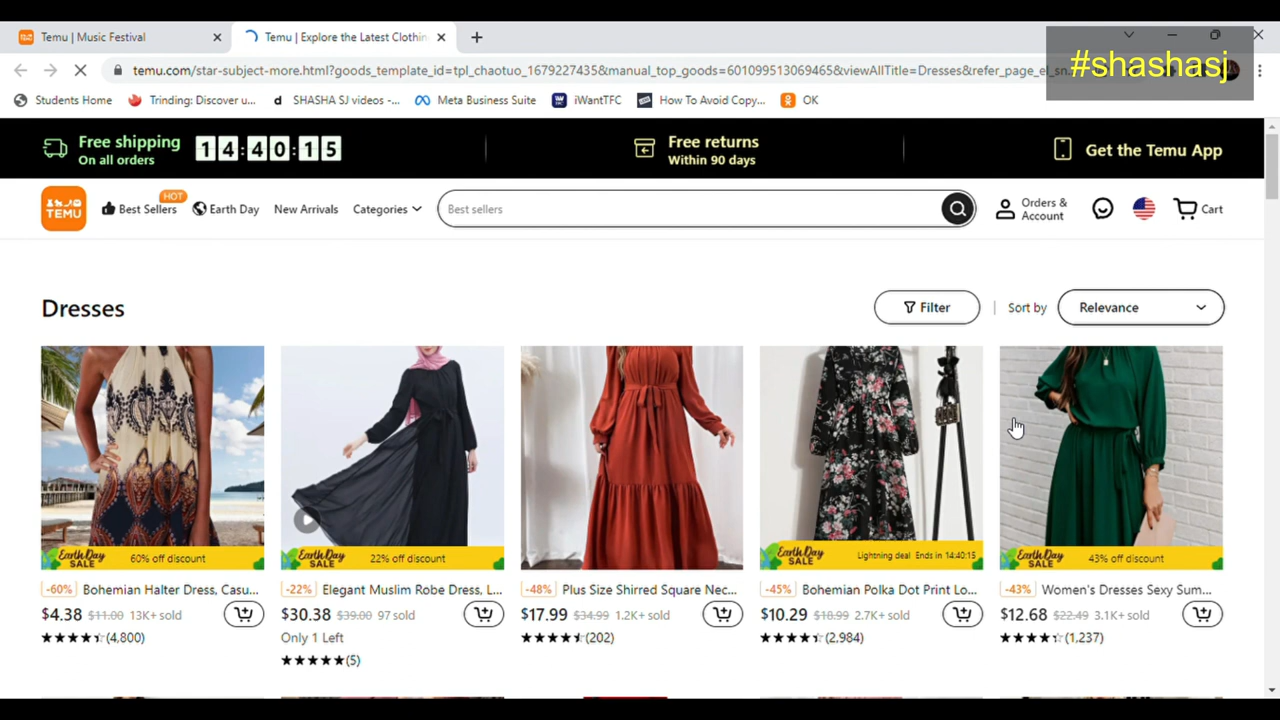 Temu | Music Festival
Temu | Explore the Latest Clothin
#shashasj
temu.com/star-subject-more.html?goods_template_id=tpl_chaotuo_1679227435&manual_top_goods=601099513069465&viewAllTitle=Dresses&refer_page_el_sn...
Students Home
Trinding: Discover u...
SHASHA SJ videos -...
Meta Business Suite
iWantTFC
How To Avoid Copy...
OK
Free shipping
On all orders
14:40:15
Free returns
Within 90 days
Get the Temu App
TEMU
HOT
Best Sellers
Earth Day
New Arrivals
Categories
Best sellers
Orders &
Account
Cart
Dresses
Filter
Sort by
Relevance
EarthDay
SALE
60% off discount
EarthDay
SALE
22% off discount
EarthDay
SALE
Lightning deal Ends in 14:40:15
EarthDay
SALE
43% off discount
-60% Bohemian Halter Dress, Casu...
$4.38 $11.00 13K+sold
(4,800)
-22% Elegant Muslim Robe Dress, L...
$30.38 $39.00 97 sold
Only 1 Left
(5)
-48% Plus Size Shirred Square Nec...
$17.99 $34.99 1.2K+sold
(202)
-45% Bohemian Polka Dot Print Lo...
$10.29 $18.99 2.7K+sold
(2,984)
-43% Women's Dresses Sexy Sum...
$12.68 $22.49 3.1K+sold
(1,237)